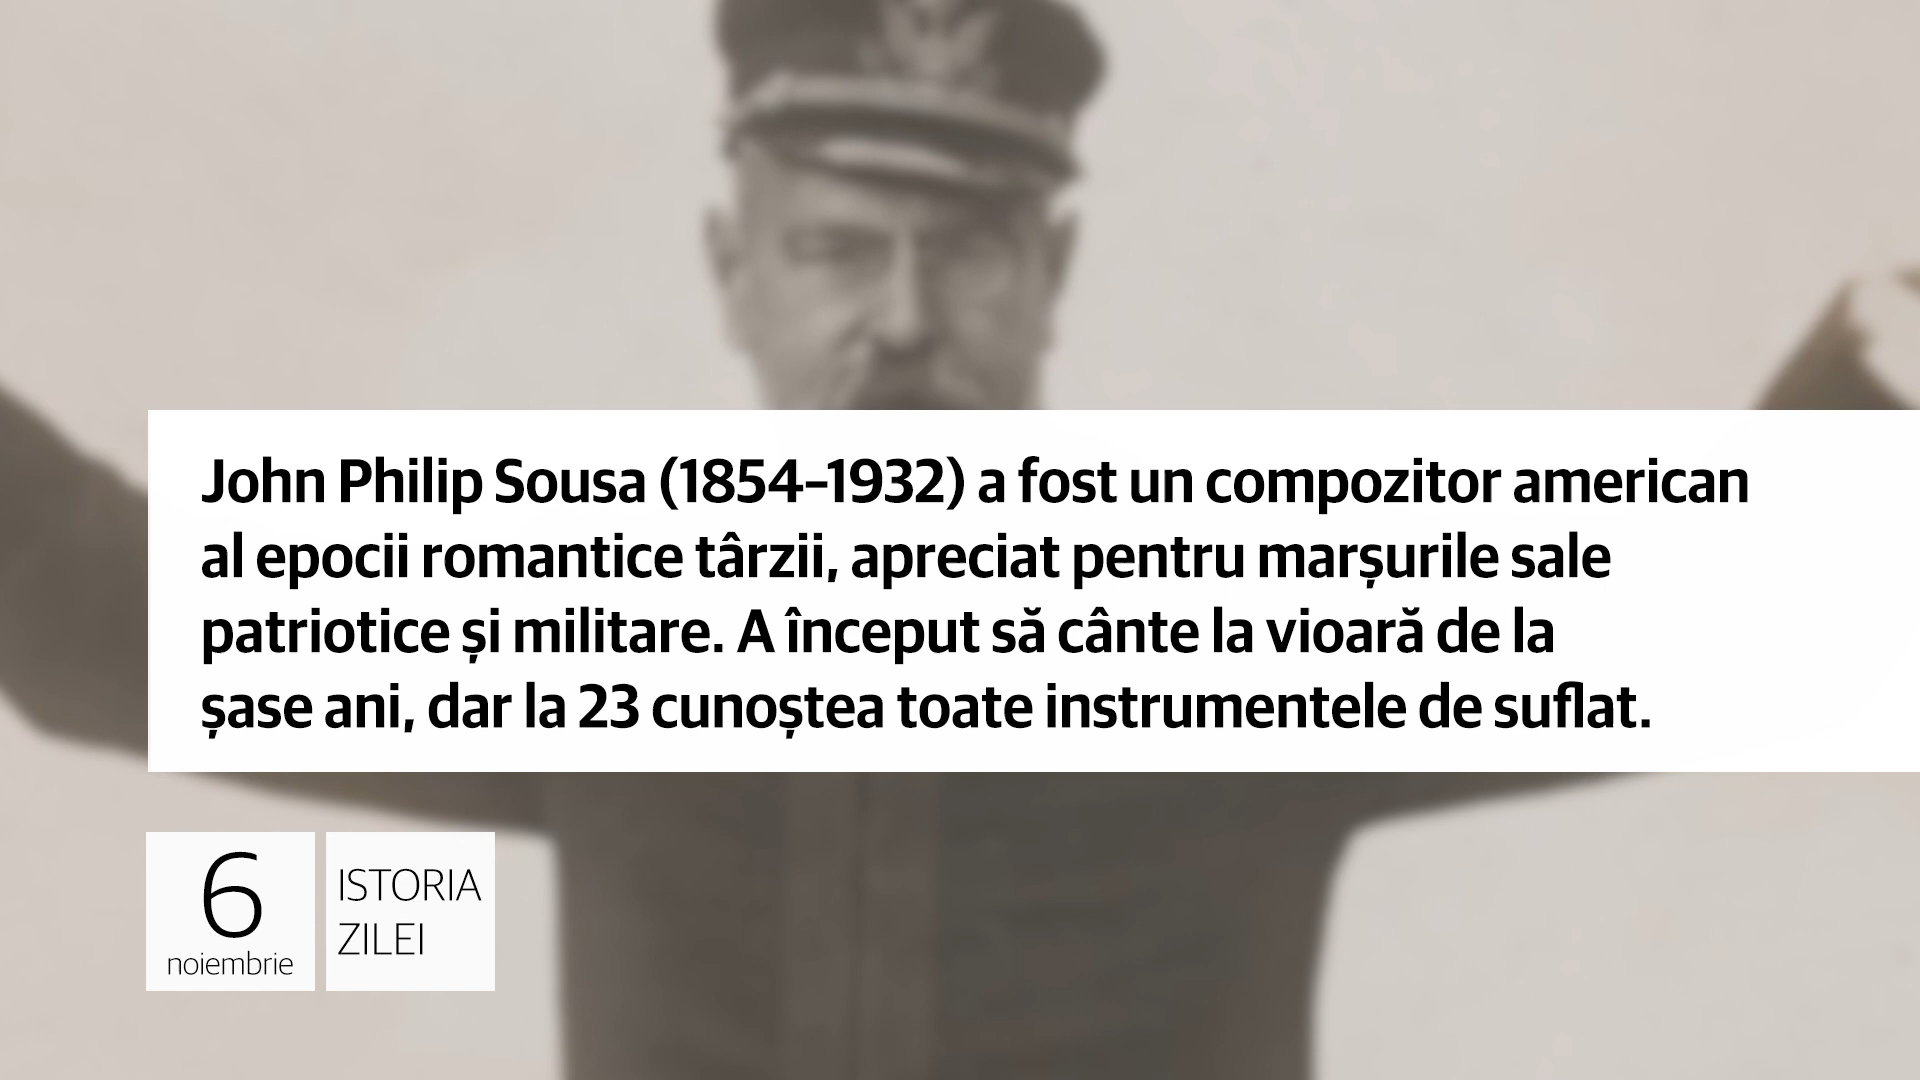 John Philip Sousa (1854–1932) a fost un compozitor american
al epocii romantice târzii, apreciat pentru marșurile sale
patriotice și militare. A început să cânte la vioară de la
șase ani, dar la 23 cunoștea toate instrumentele de suflat.
6
noiembrie
ISTORIA
ZILEI